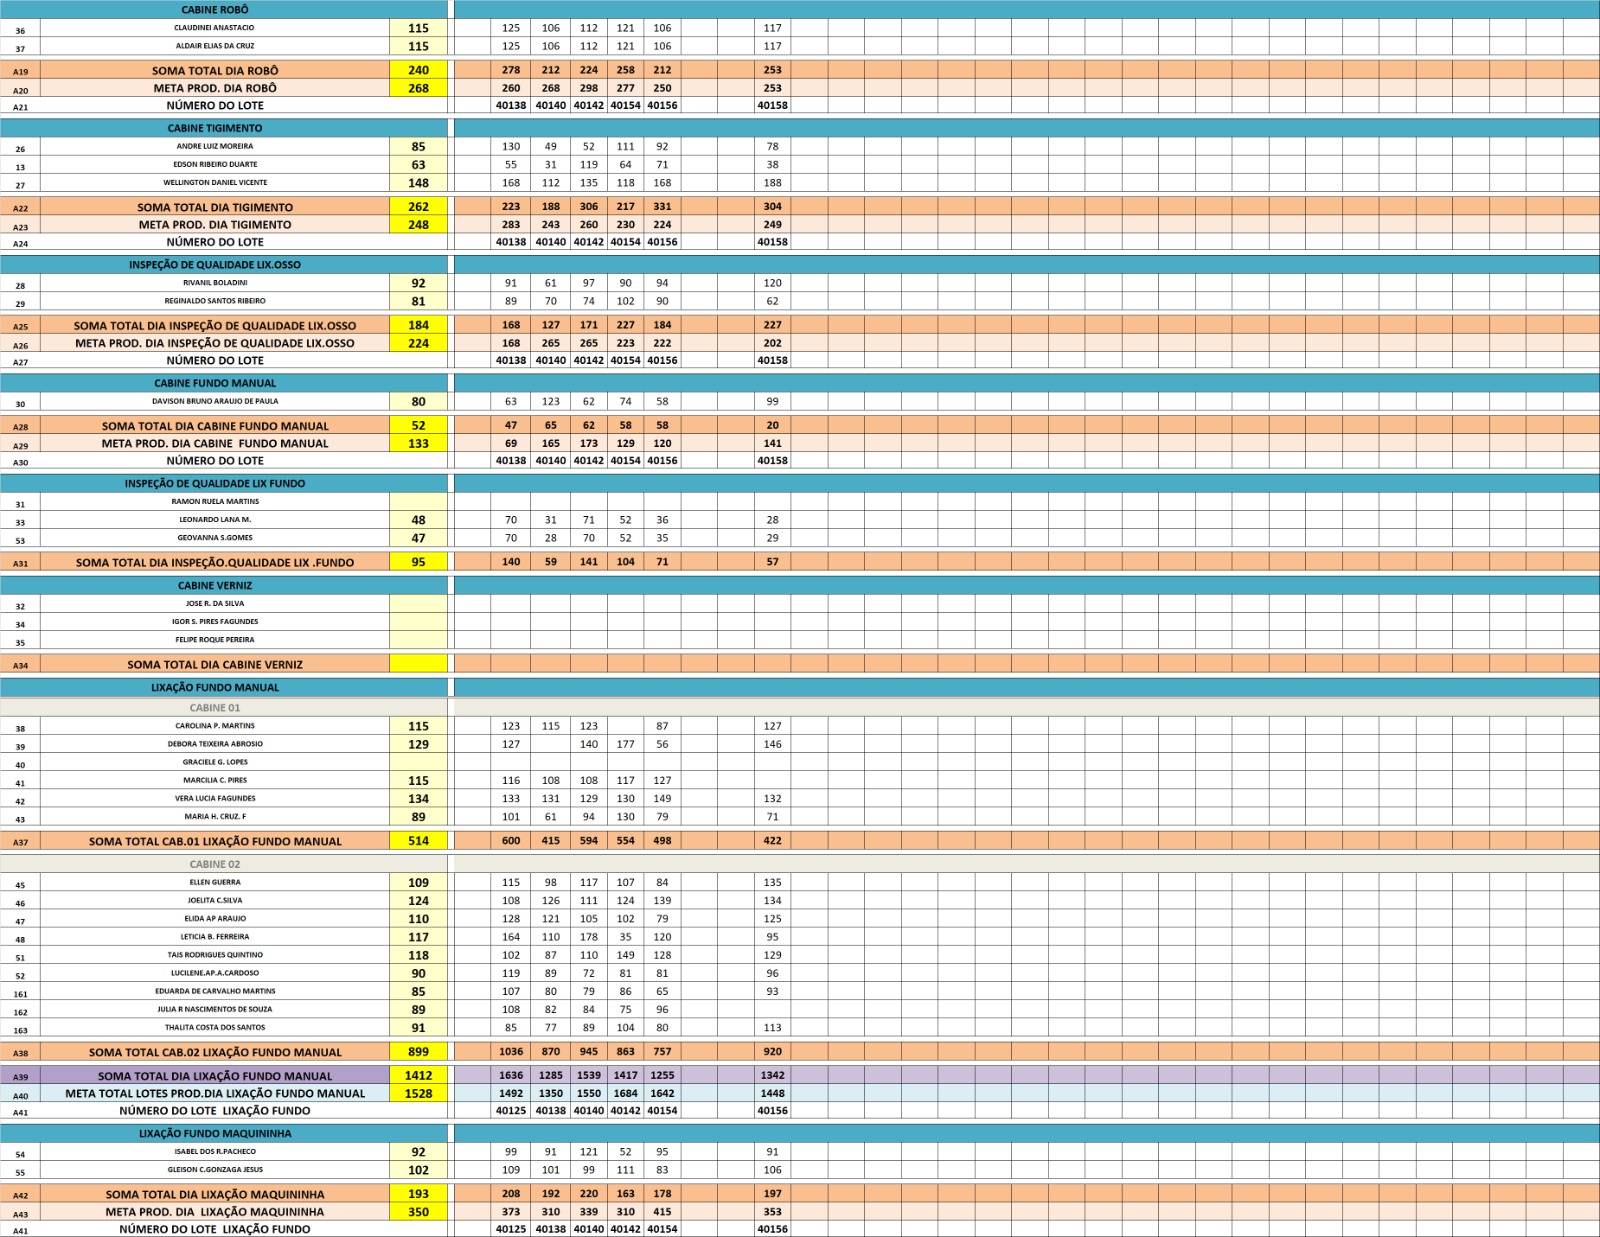 CABINE ROBÔ
36 CLAUDINEI ANASTACIO 115 125 106 112 121 106 117
37 ALDAIR ELIAS DA CRUZ 115 125 106 112 121 106 117
A19 SOMA TOTAL DIA ROBÔ 240 278 212 224 258 212 253
A20 META PROD. DIA ROBÔ 268 260 268 298 277 250 253
A21 NÚMERO DO LOTE 40138 40140 40142 40154 40156 40158
CABINE TIGIMENTO
26 ANDRE LUIZ MOREIRA 85 130 49 52 111 92 78
13 EDSON RIBEIRO DUARTE 63 55 31 119 64 71 38
27 WELLINGTON DANIEL VICENTE 148 168 112 135 118 168 188
A22 SOMA TOTAL DIA TIGIMENTO 262 223 188 306 217 331 304
A23 META PROD. DIA TIGIMENTO 248 283 243 260 230 224 249
A24 NÚMERO DO LOTE 40138 40140 40142 40154 40156 40158
INSPEÇÃO DE QUALIDADE LIX.OSSO
28 RIVANIL BOLADINI 92 91 61 97 90 94 120
29 REGINALDO SANTOS RIBEIRO 81 89 70 74 102 90 62
A25 SOMA TOTAL DIA INSPEÇÃO DE QUALIDADE LIX.OSSO 184 168 127 171 227 184 227
A26 META PROD. DIA INSPEÇÃO DE QUALIDADE LIX.OSSO 224 168 265 265 223 222 202
A27 NÚMERO DO LOTE 40138 40140 40142 40154 40156 40158
CABINE FUNDO MANUAL
30 DAVISON BRUNO ARAUJO DE PAULA 80 63 123 62 74 58 99
A28 SOMA TOTAL DIA CABINE FUNDO MANUAL 52 47 65 62 58 58 20
A29 META PROD. DIA CABINE FUNDO MANUAL 133 69 165 173 129 120 141
A30 NÚMERO DO LOTE 40138 40140 40142 40154 40156 40158
INSPEÇÃO DE QUALIDADE LIX FUNDO
31 RAMON RUELA MARTINS
33 LEONARDO LANA M. 48 70 31 71 52 36 28
53 GEOVANNA S.GOMES 47 70 28 70 52 35 29
A31 SOMA TOTAL DIA INSPEÇÃO.QUALIDADE LIX .FUNDO 95 140 59 141 104 71 57
CABINE VERNIZ
32 JOSE R. DA SILVA
34 IGOR S. PIRES FAGUNDES
35 FELIPE ROQUE PEREIRA
A34 SOMA TOTAL DIA CABINE VERNIZ
LIXAÇÃO FUNDO MANUAL
CABINE 01
38 CAROLINA P. MARTINS 115 123 115 123 87 127
39 DEBORA TEIXEIRA ABROSIO 129 127 140 177 56 146
40 GRACIELE G. LOPES
41 MARCILIA C. PIRES 115 116 108 108 117 127
42 VERA LUCIA FAGUNDES 134 133 131 129 130 149 132
43 MARIA H. CRUZ. F 89 101 61 94 130 79 71
A37 SOMA TOTAL CAB.01 LIXAÇÃO FUNDO MANUAL 514 600 415 594 554 498 422
CABINE 02
45 ELLEN GUERRA 109 115 98 117 107 84 135
46 JOELITA C.SILVA 124 108 126 111 124 139 134
47 ELIDA AP ARAUJO 110 128 121 105 102 79 125
48 LETICIA B. FERREIRA 117 164 110 178 35 120 95
51 TAIS RODRIGUES QUINTINO 118 102 87 110 149 128 129
52 LUCILENE.AP.A.CARDOSO 90 119 89 72 81 81 96
161 EDUARDA DE CARVALHO MARTINS 85 107 80 79 86 65 93
162 JULIA R NASCIMENTOS DE SOUZA 89 108 82 84 75 96
163 THALITA COSTA DOS SANTOS 91 85 77 89 104 80 113
A38 SOMA TOTAL CAB.02 LIXAÇÃO FUNDO MANUAL 899 1036 870 945 863 757 920
A39 SOMA TOTAL DIA LIXAÇÃO FUNDO MANUAL 1412 1636 1285 1539 1417 1255 1342
A40 META TOTAL LOTES PROD.DIA LIXAÇÃO FUNDO MANUAL 1528 1492 1350 1550 1684 1642 1448
A41 NÚMERO DO LOTE LIXAÇÃO FUNDO 40125 40138 40140 40142 40154 40156
LIXAÇÃO FUNDO MAQUININHA
54 ISABEL DOS R.PACHECO 92 99 91 121 52 95 91
55 GLEISON C.GONZAGA JESUS 102 109 101 99 111 83 106
A42 SOMA TOTAL DIA LIXAÇÃO MAQUININHA 193 208 192 220 163 178 197
A43 META PROD. DIA LIXAÇÃO MAQUININHA 350 373 310 339 310 415 353
A41 NÚMERO DO LOTE LIXAÇÃO FUNDO 40125 40138 40140 40142 40154 40156